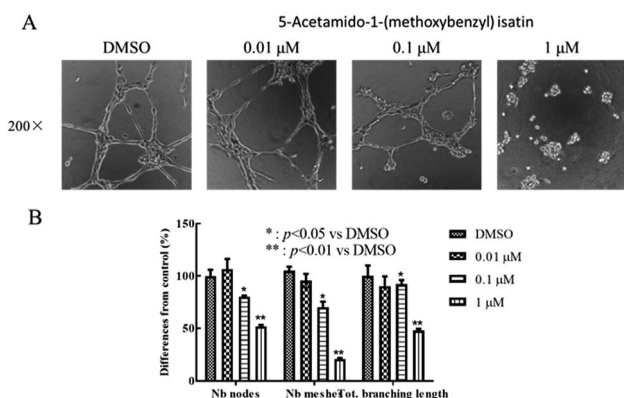 A
5-Acetamido-1-(methoxybenzyl) isatin
DMSO
0.01 μM
0.1 μM
1 μM
200×
B
Differences from control (%)
150
100
50
0
* : p<0.05 vs DMSO
** : p<0.01 vs DMSO
DMSO
0.01 μM
0.1 μM
1 μM
*
**
*
**
*
**
Nb nodes
Nb meshes
Tot. branching length